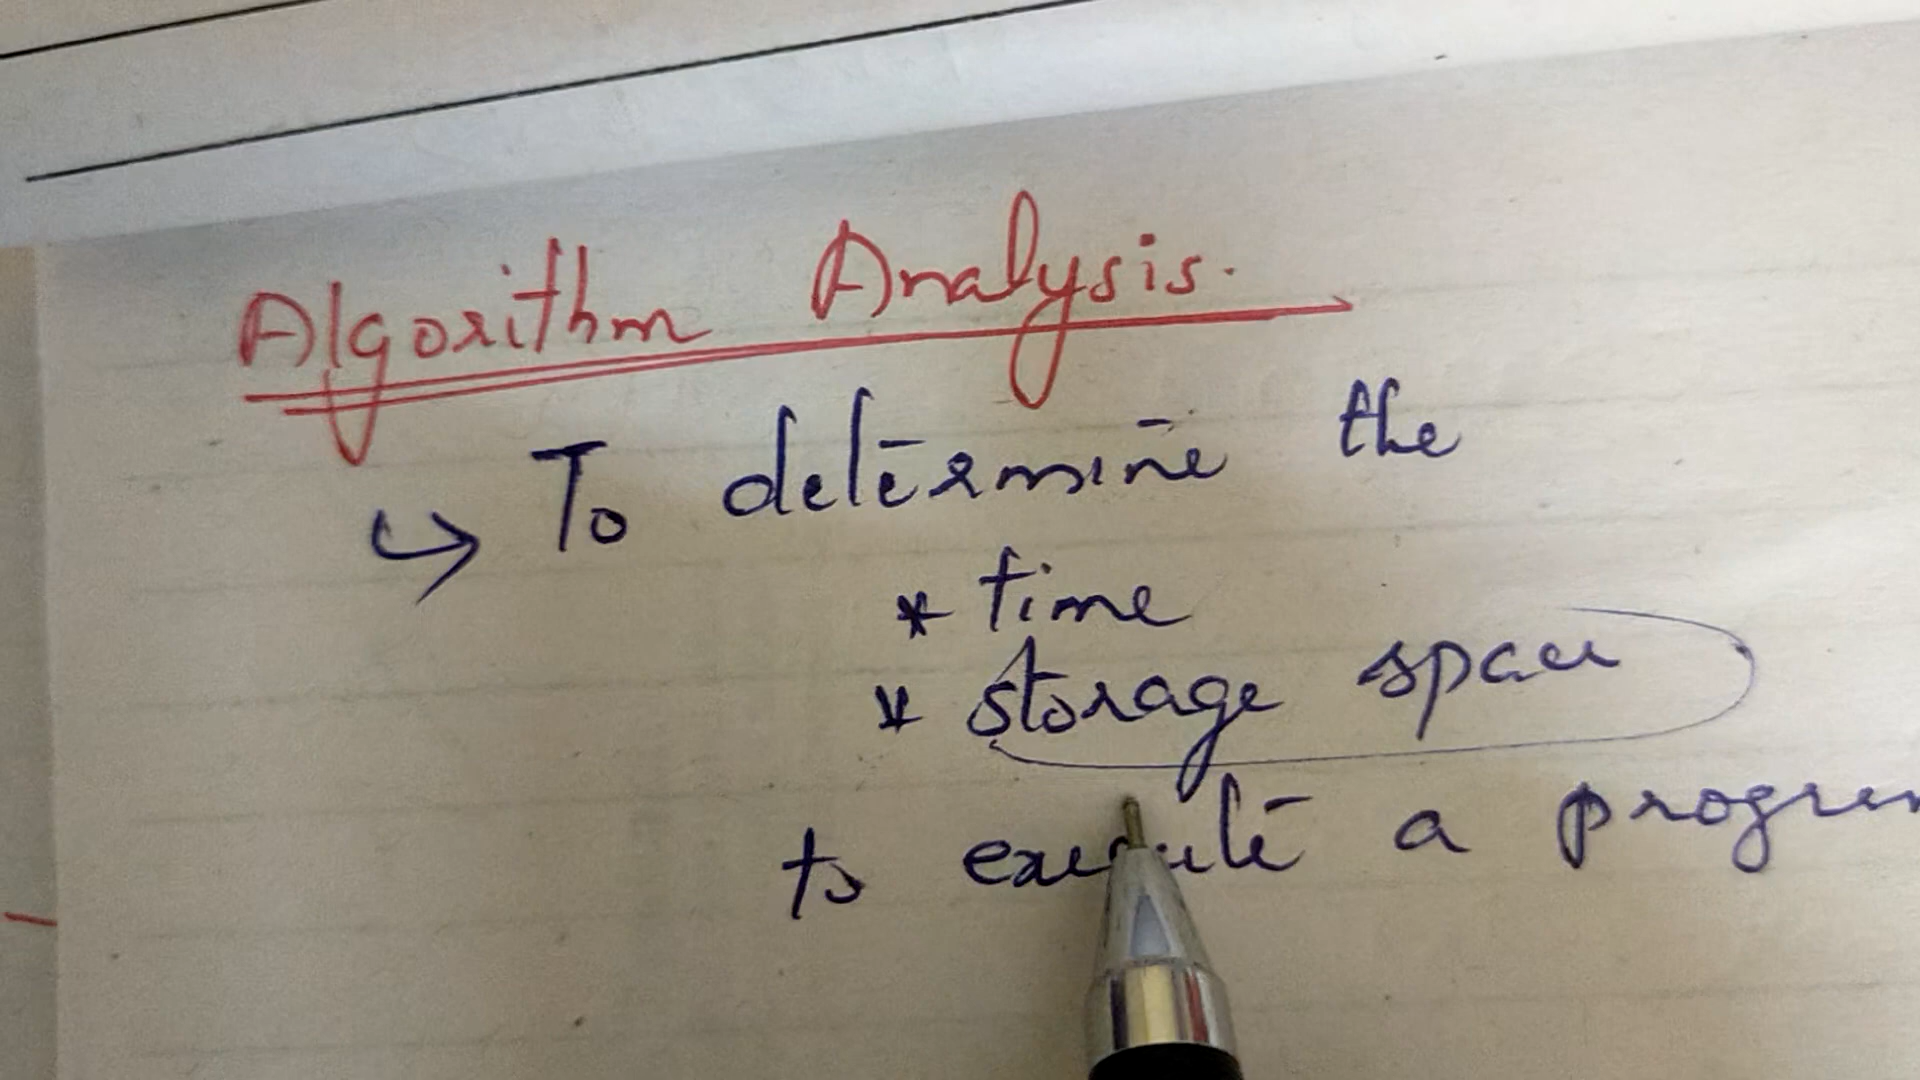 Algorithm Analysis.
↳ To determine the
* time
* storage space
to execute a